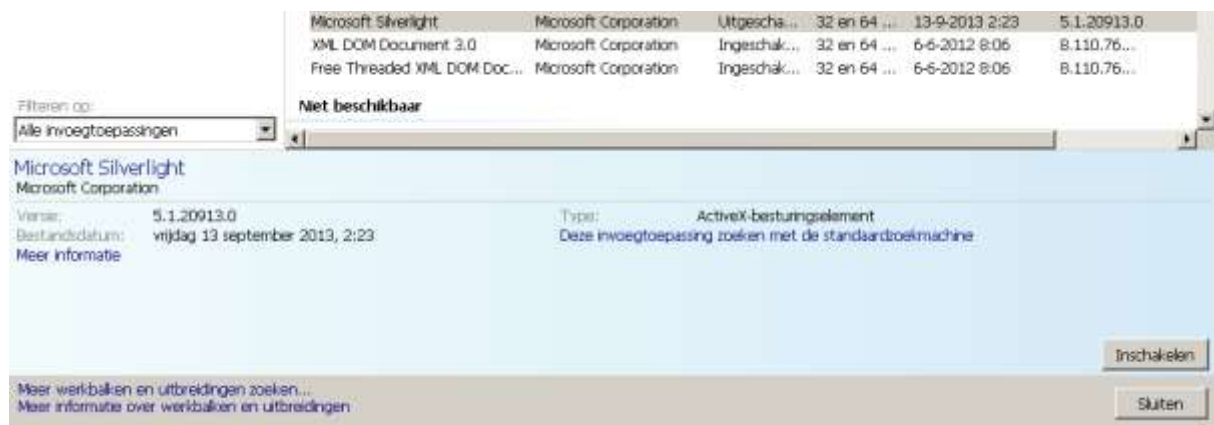 Microsoft Silverlight Microsoft Corporation Uitgescha... 32 en 64 ... 13-9-2013 2:23 5.1.20913.0
XML DOM Document 3.0 Microsoft Corporation Ingeschak... 32 en 64 ... 6-6-2012 8:06 8.110.76...
Free Threaded XML DOM Doc... Microsoft Corporation Ingeschak... 32 en 64 ... 6-6-2012 8:06 8.110.76...
Filteren op:
Niet beschikbaar
Alle invoegtoepassingen
Microsoft Silverlight
Microsoft Corporation
Versie: 5.1.20913.0 Type: ActiveX-besturingselement
Bestandsdatum: vrijdag 13 september 2013, 2:23 Deze invoegtoepassing zoeken met de standaardzoekmachine
Meer informatie
Inschakelen
Meer werkbalken en uitbreidingen zoeken...
Meer informatie over werkbalken en uitbreidingen
Sluiten